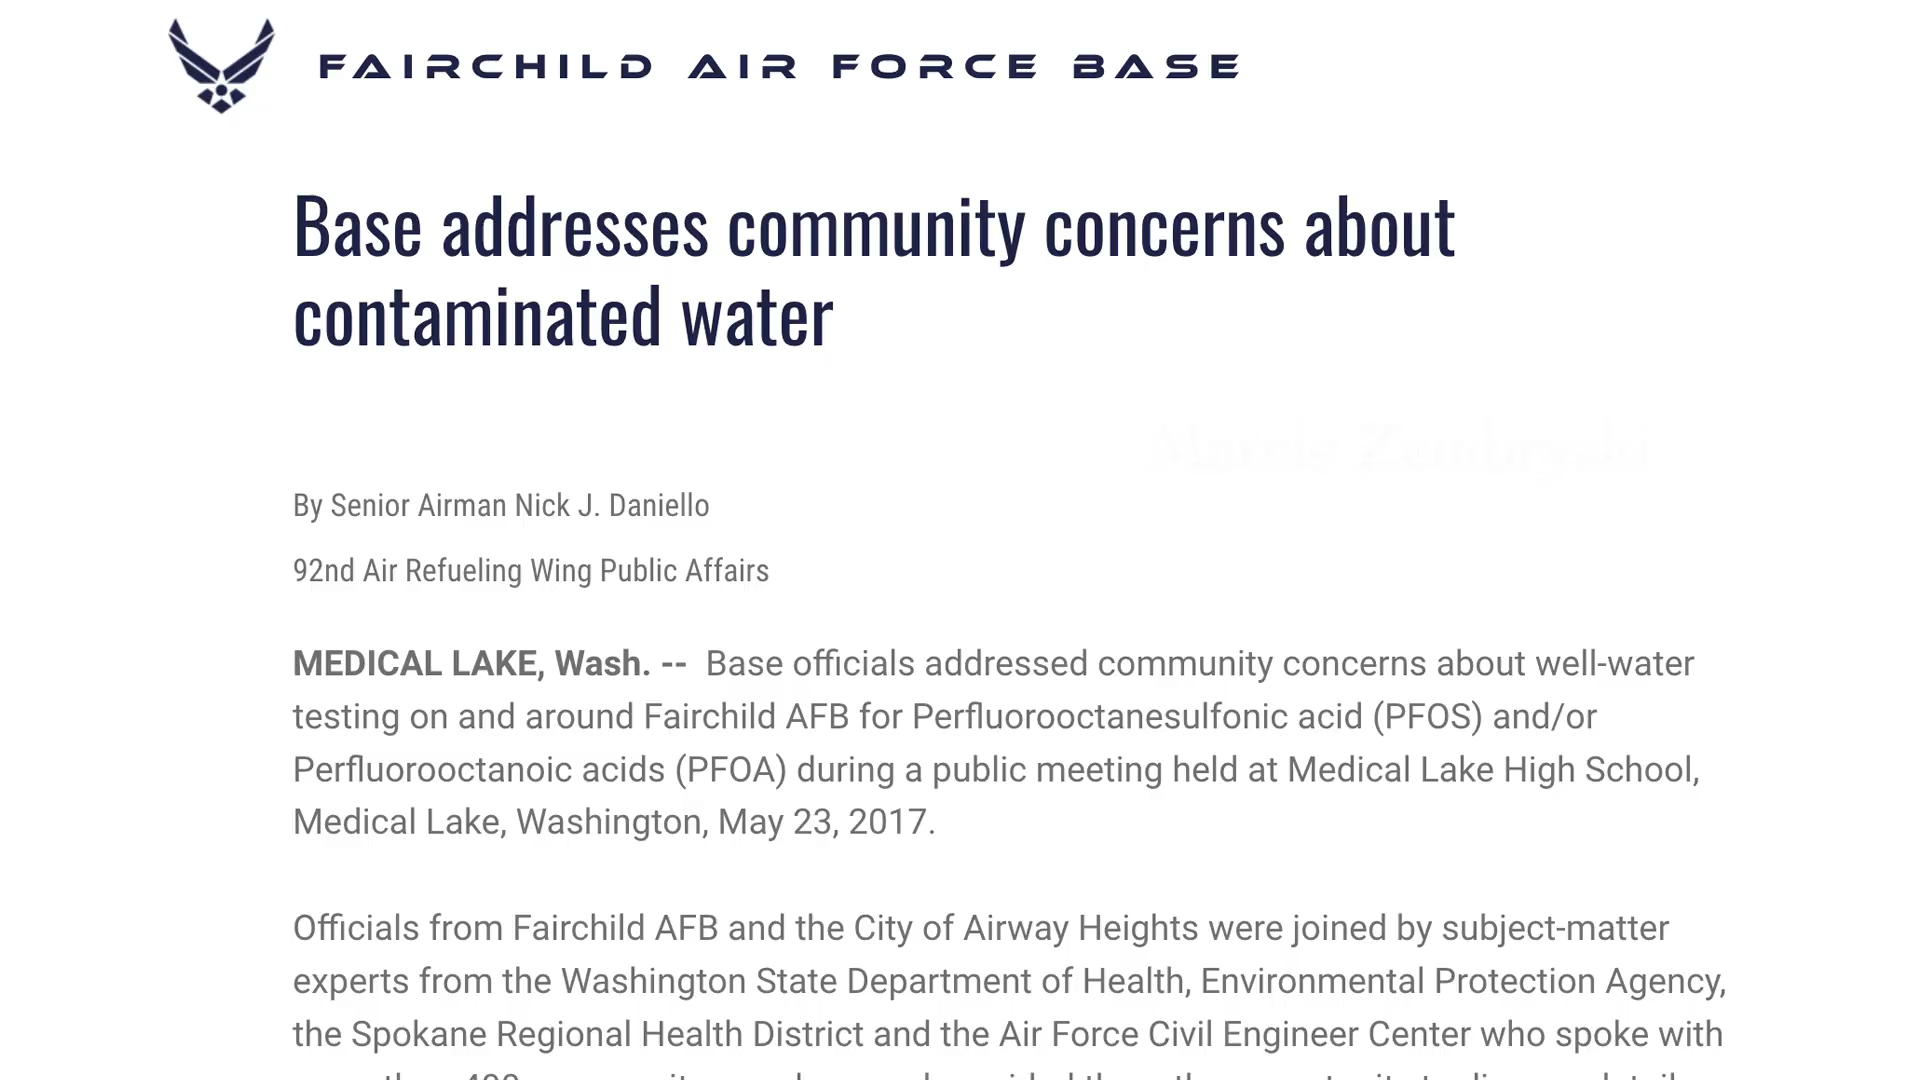 FAIRCHILD AIR FORCE BASE
Base addresses community concerns about
contaminated water
By Senior Airman Nick J. Daniello
92nd Air Refueling Wing Public Affairs
MEDICAL LAKE, Wash. -- Base officials addressed community concerns about well-water
testing on and around Fairchild AFB for Perfluorooctanesulfonic acid (PFOS) and/or
Perfluorooctanoic acids (PFOA) during a public meeting held at Medical Lake High School,
Medical Lake, Washington, May 23, 2017.
Officials from Fairchild AFB and the City of Airway Heights were joined by subject-matter
experts from the Washington State Department of Health, Environmental Protection Agency,
the Spokane Regional Health District and the Air Force Civil Engineer Center who spoke with